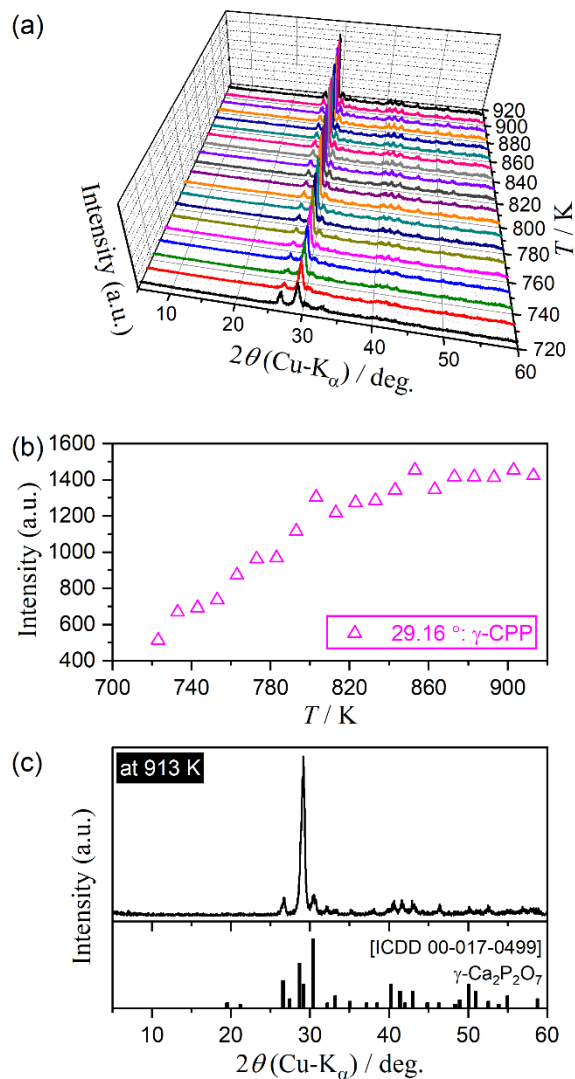 (a)
Intensity (a.u.)
10
20
30
40
50
60
2θ (Cu-Kα) / deg.
720
740
760
780
800
820
840
860
880
900
920
T / K
(b)
1600
1400
1200
1000
800
600
400
Intensity (a.u.)
29.16 °: γ-CPP
700 740 780 820 860 900
T / K
(c)
at 913 K
Intensity (a.u.)
[ICDD 00-017-0499]
γ-Ca₂P₂O₇
10 20 30 40 50 60
2θ (Cu-Kα) / deg.